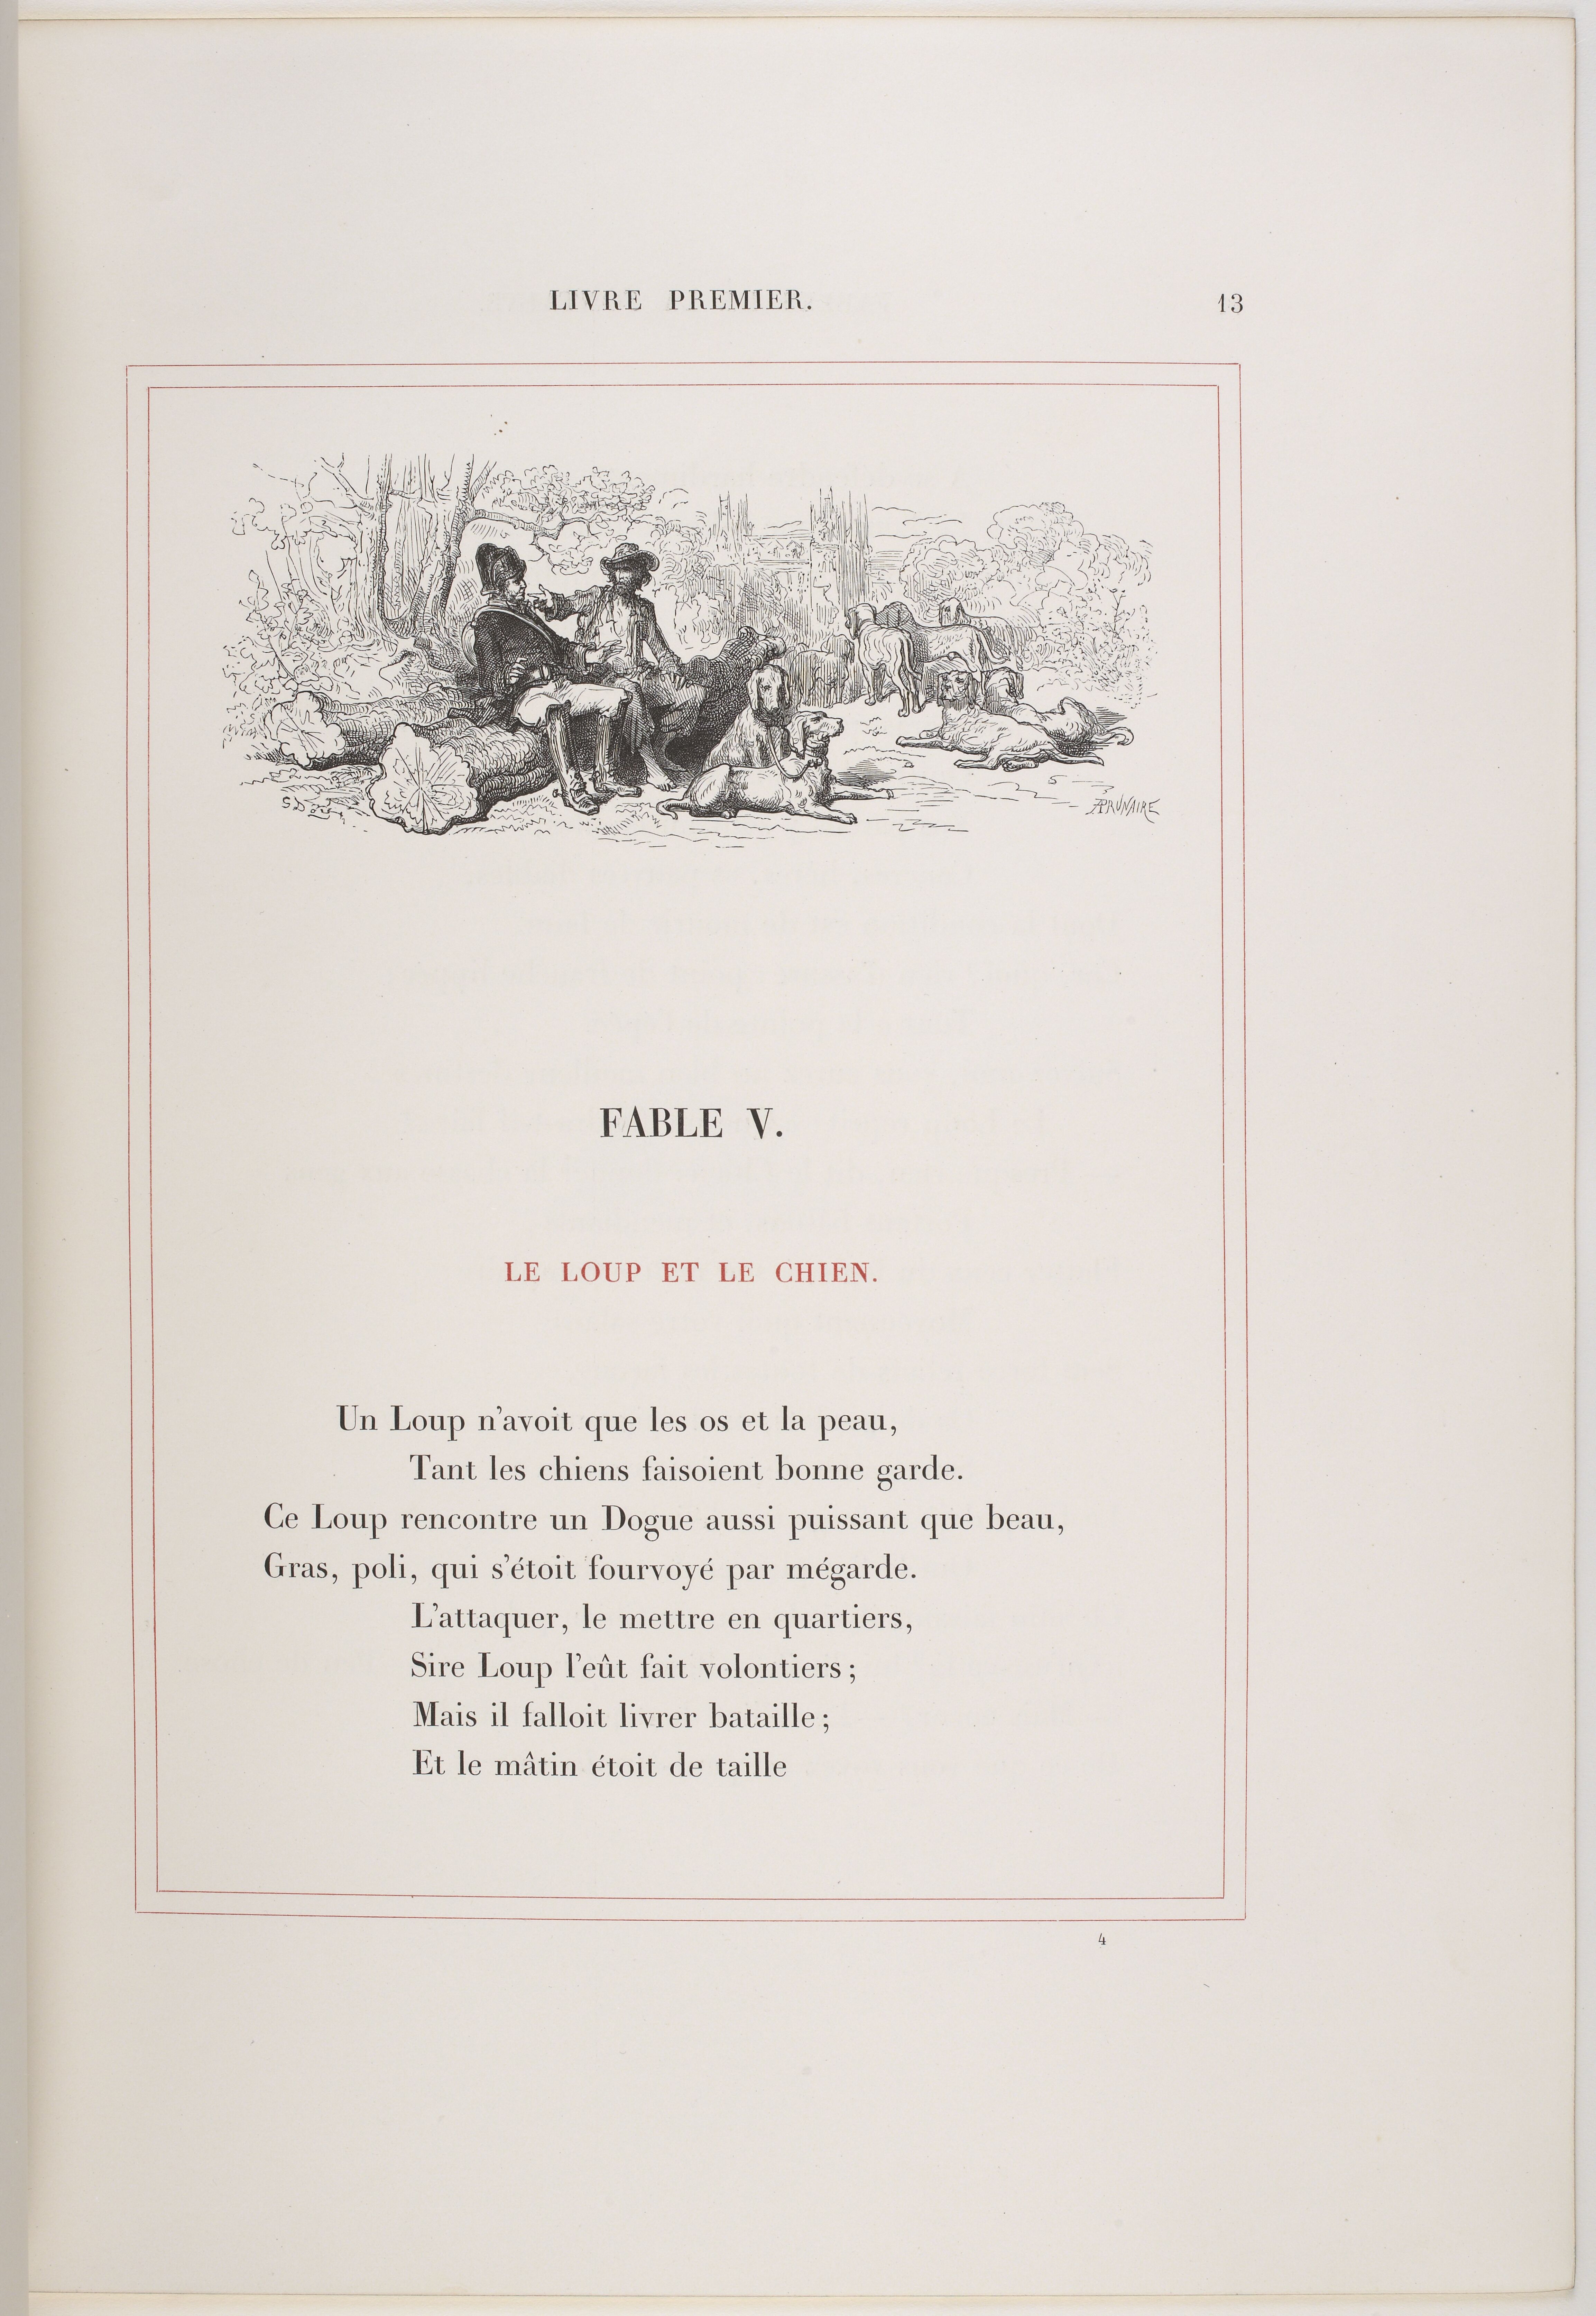 LIVRE PREMIER.
13
G Doré
A PRUNAIRE
FABLE V.
LE LOUP ET LE CHIEN.
Un Loup n'avoit que les os et la peau,
Tant les chiens faisoient bonne garde.
Ce Loup rencontre un Dogue aussi puissant que beau,
Gras, poli, qui s'étoit fourvoyé par mégarde.
L'attaquer, le mettre en quartiers,
Sire Loup l'eût fait volontiers ;
Mais il falloit livrer bataille ;
Et le mâtin étoit de taille
4